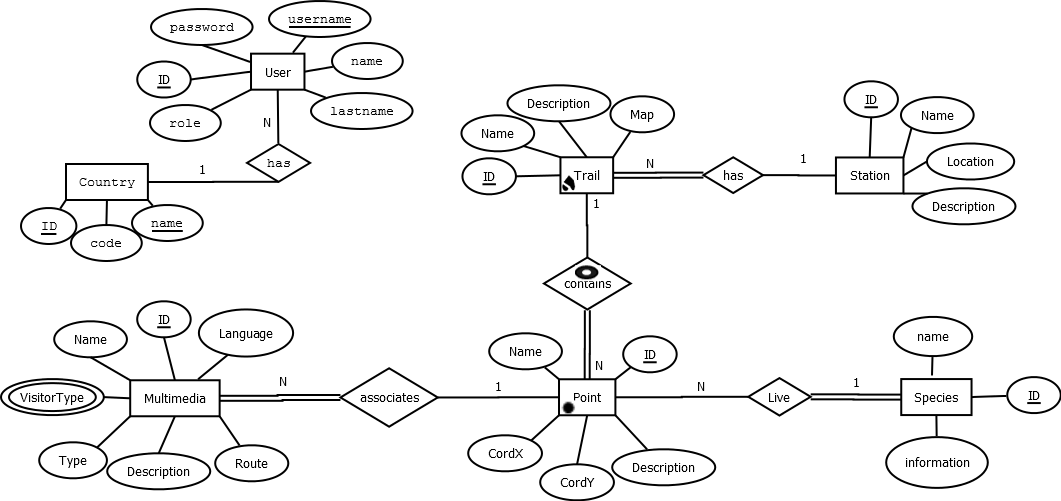 password
username
ID
User
name
role
lastname
N
has
1
Country
ID
code
name
Description
Map
Name
ID
Trail
N
has
1
Station
ID
Name
Location
Description
1
contains
N
ID
Name
Language
VisitorType
Multimedia
Type
Description
Route
N
associates
1
Name
ID
Point
CordX
CordY
Description
N
Live
1
name
Species
ID
information